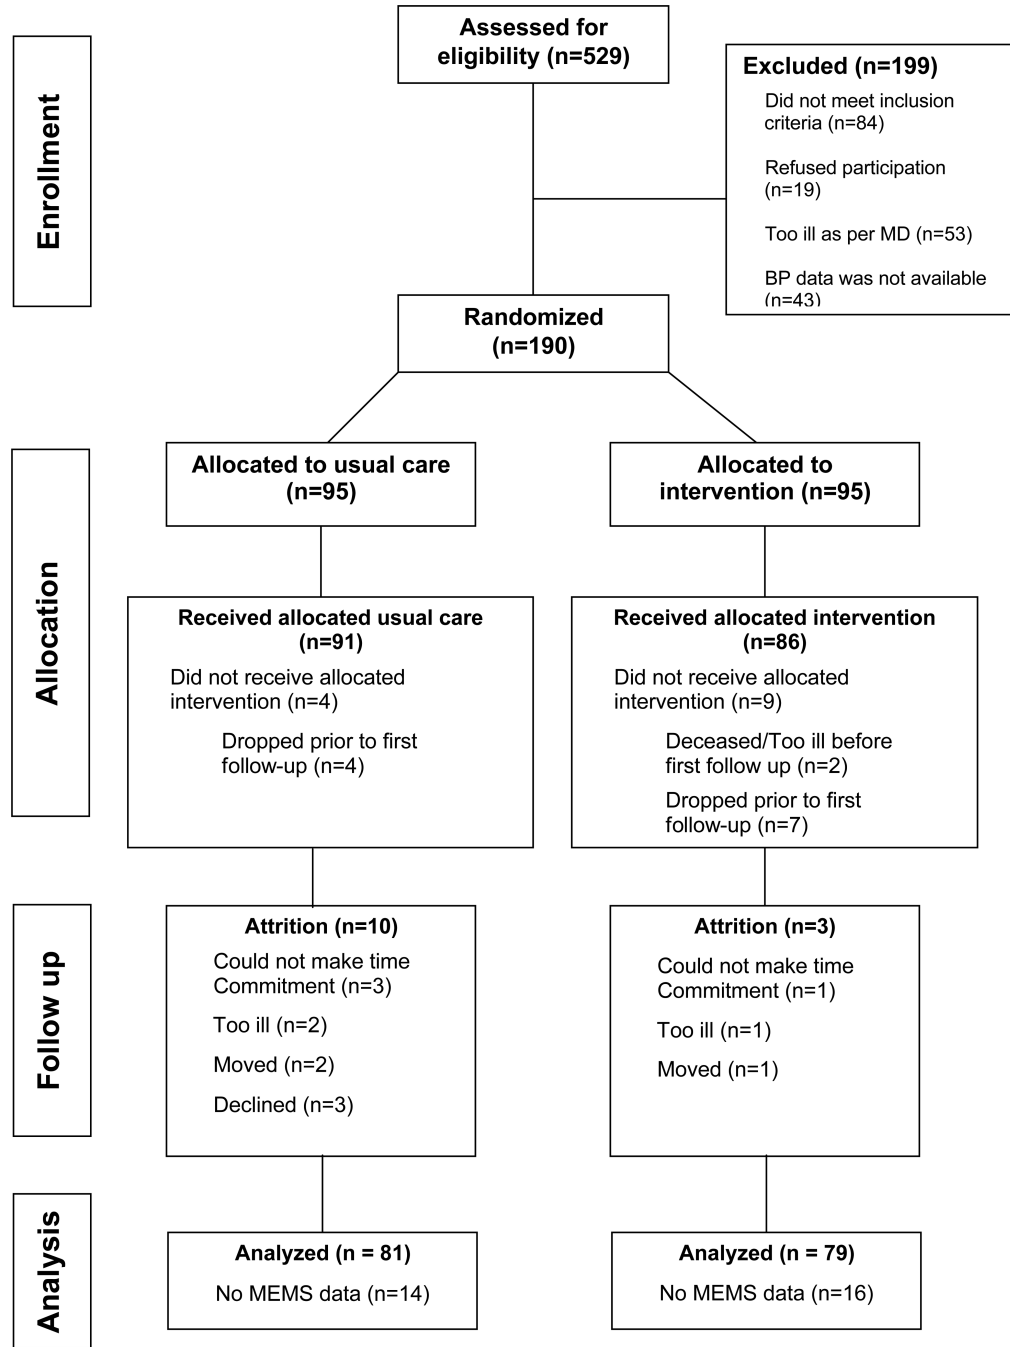 Enrollment
Assessed for
eligibility (n=529)
Excluded (n=199)
Did not meet inclusion
criteria (n=84)
Refused participation
(n=19)
Too ill as per MD (n=53)
BP data was not available
(n=43)
Randomized
(n=190)
Allocation
Allocated to usual care
(n=95)
Allocated to
intervention (n=95)
Received allocated usual care
(n=91)
Did not receive allocated
intervention (n=4)
Dropped prior to first
follow-up (n=4)
Received allocated intervention
(n=86)
Did not receive allocated
intervention (n=9)
Deceased/Too ill before
first follow up (n=2)
Dropped prior to first
follow-up (n=7)
Follow up
Attrition (n=10)
Could not make time
Commitment (n=3)
Too ill (n=2)
Moved (n=2)
Declined (n=3)
Attrition (n=3)
Could not make time
Commitment (n=1)
Too ill (n=1)
Moved (n=1)
Analysis
Analyzed (n = 81)
No MEMS data (n=14)
Analyzed (n = 79)
No MEMS data (n=16)